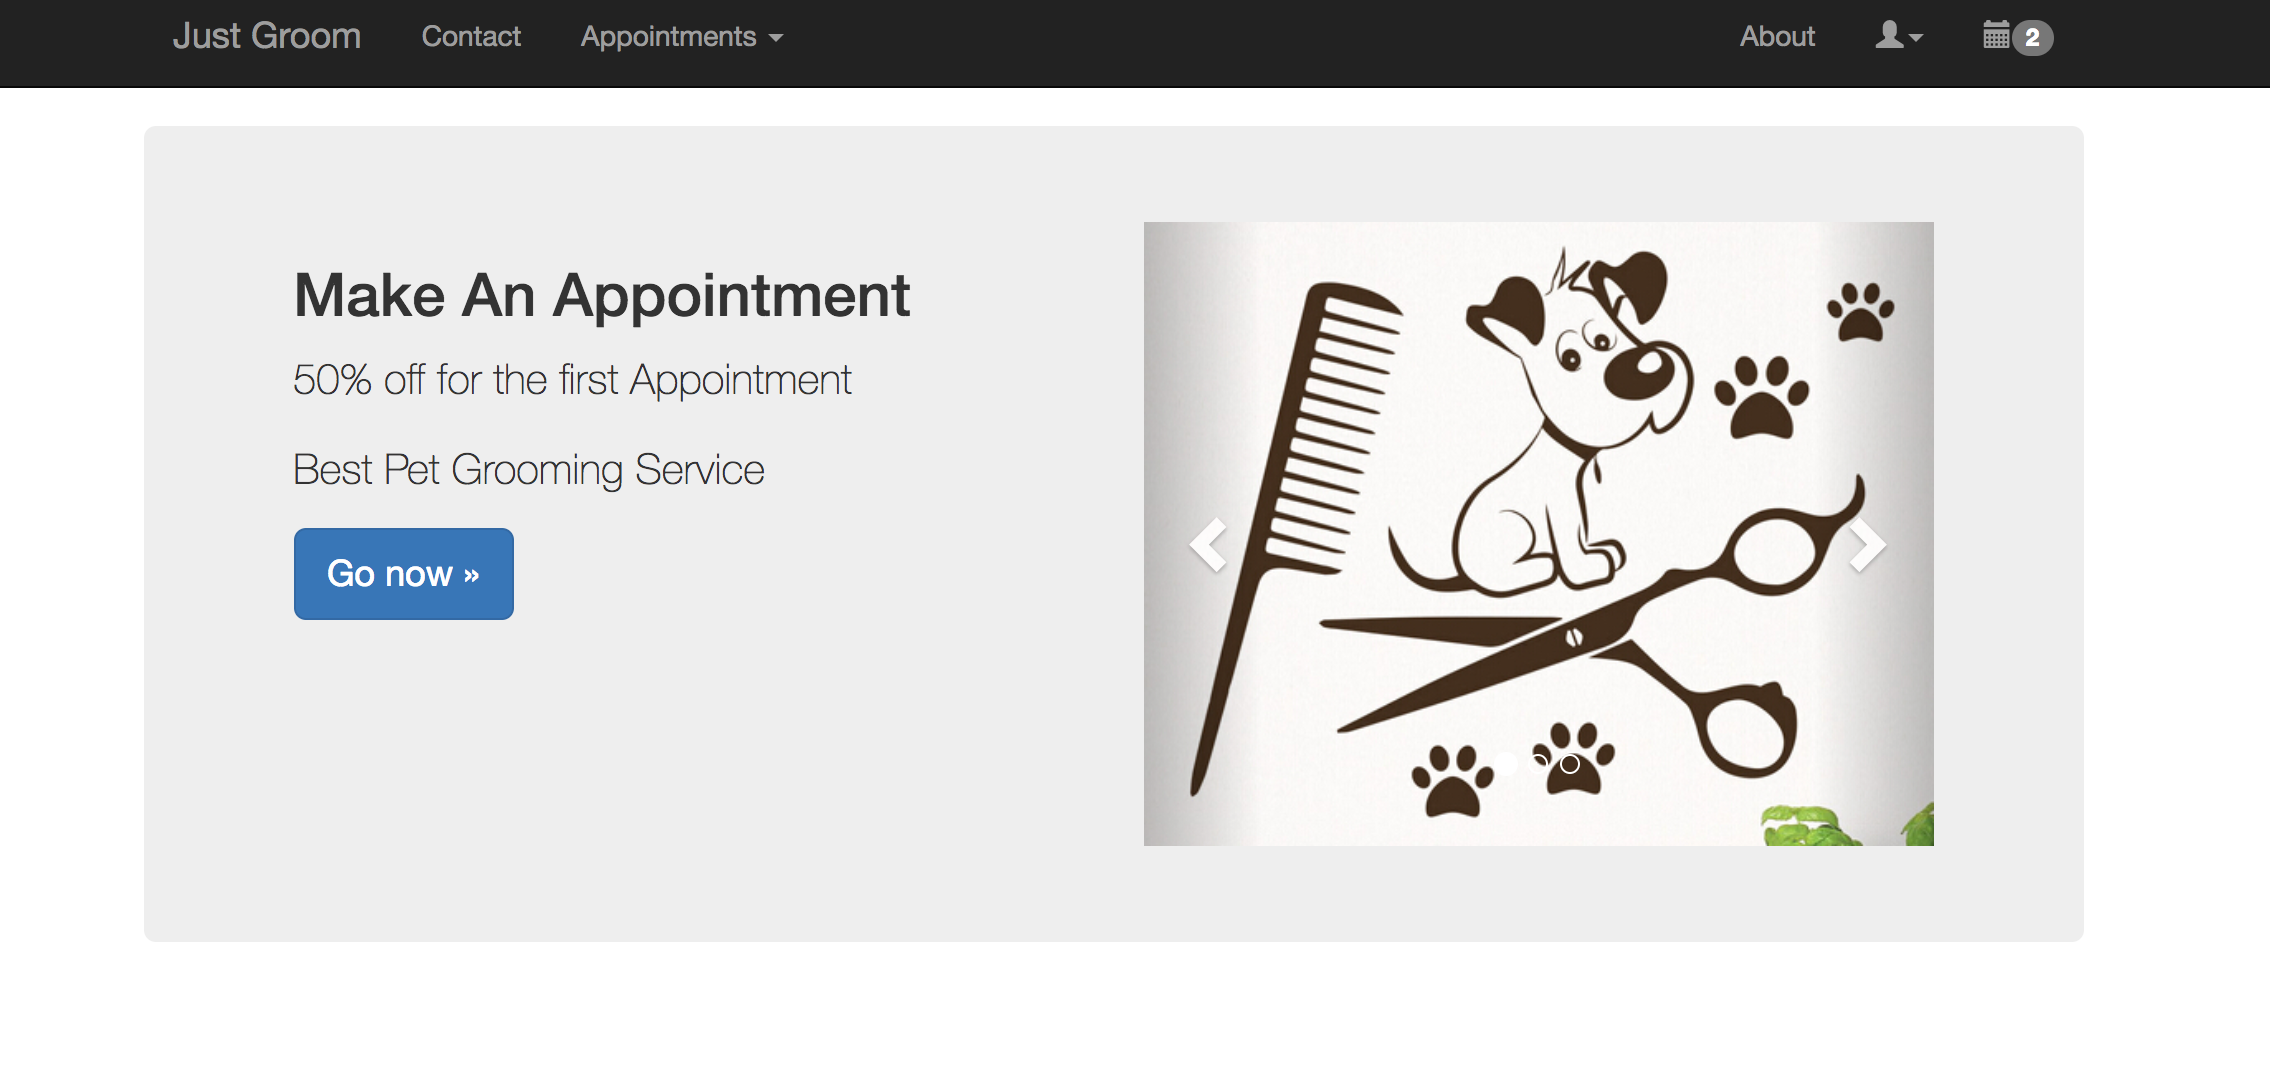 Just Groom Contact Appointments About 2
Make An Appointment
50% off for the first Appointment
Best Pet Grooming Service
Go now »